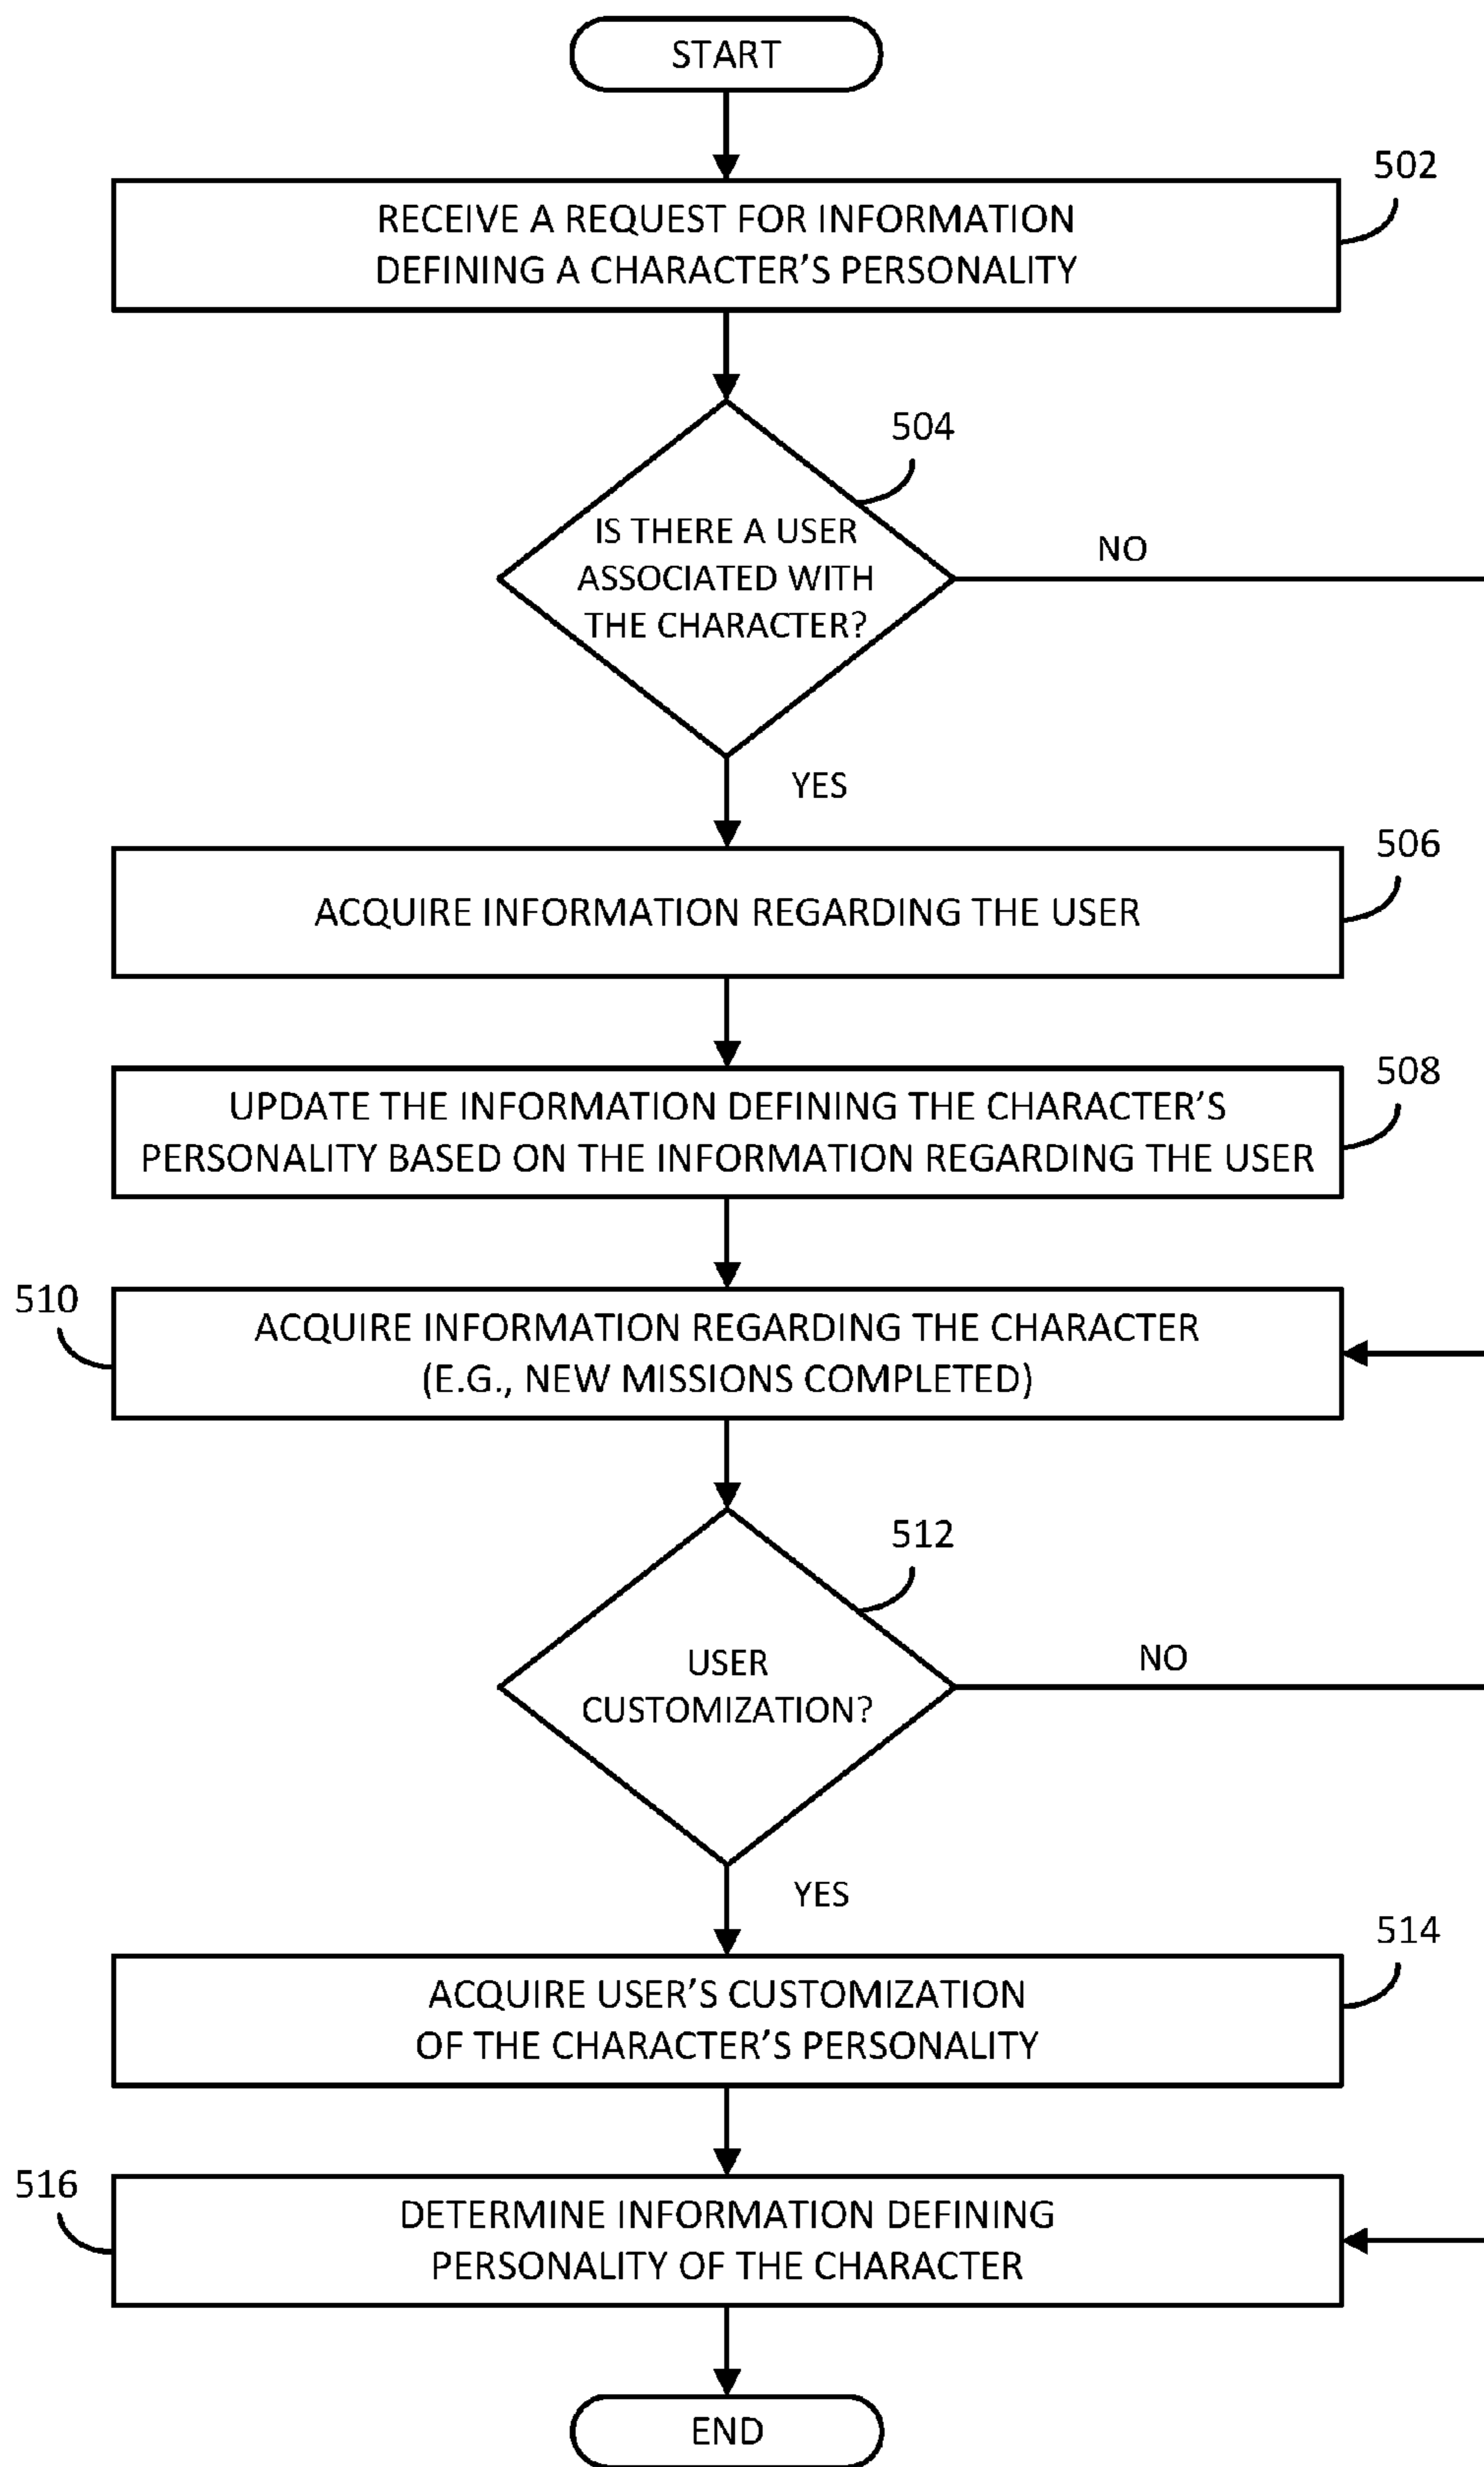 START
502
RECEIVE A REQUEST FOR INFORMATION
DEFINING A CHARACTER'S PERSONALITY
504
IS THERE A USER
ASSOCIATED WITH
THE CHARACTER?
NO
YES
506
ACQUIRE INFORMATION REGARDING THE USER
508
UPDATE THE INFORMATION DEFINING THE CHARACTER'S
PERSONALITY BASED ON THE INFORMATION REGARDING THE USER
510
ACQUIRE INFORMATION REGARDING THE CHARACTER
(E.G., NEW MISSIONS COMPLETED)
512
USER
CUSTOMIZATION?
NO
YES
514
ACQUIRE USER'S CUSTOMIZATION
OF THE CHARACTER'S PERSONALITY
516
DETERMINE INFORMATION DEFINING
PERSONALITY OF THE CHARACTER
END